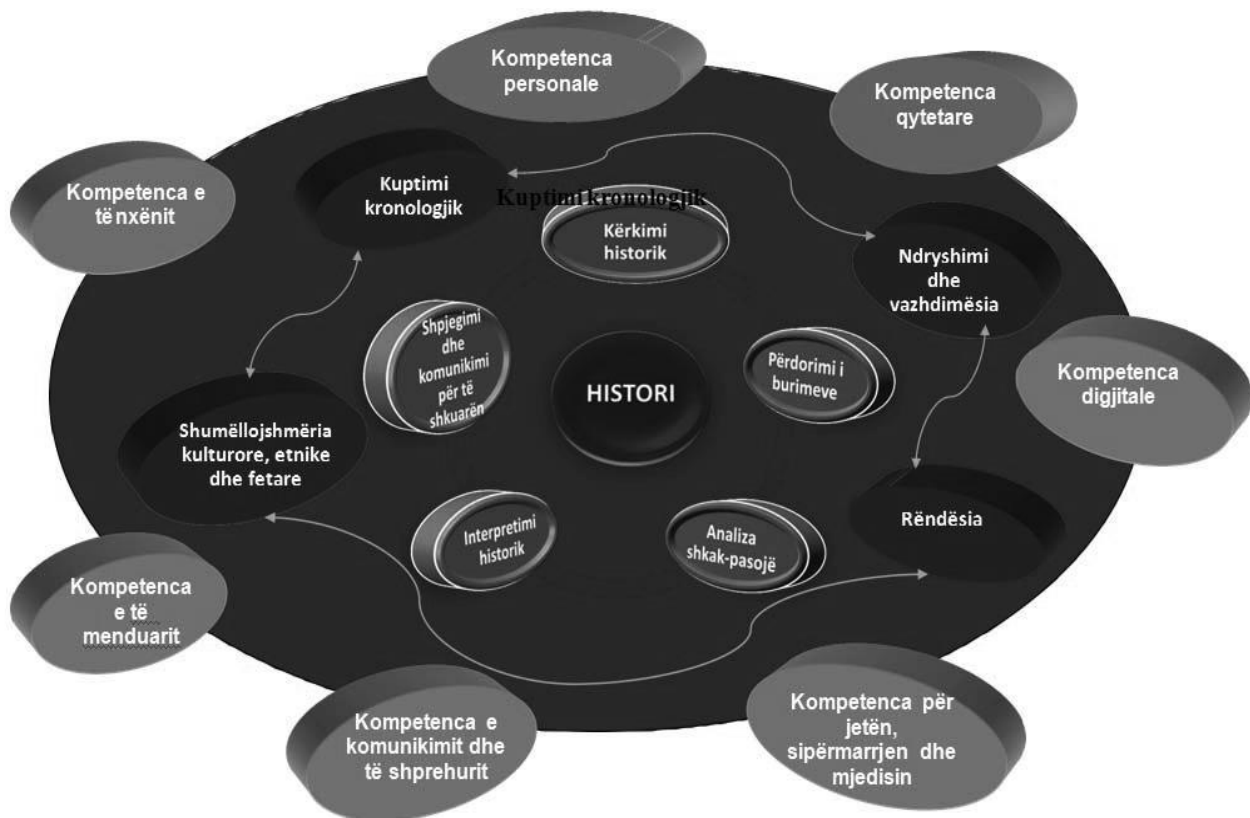 Kompetenca
personale
Kompetenca
qytetare
Kompetenca e
tënxënit
Kuptimi
kronologjik
Kuptimi kronologjik
Kërkimi
historik
Ndryshimi
dhe
vazhdimësia
Shpjegimi
dhe
komunikimi
për të
shkuarën
HISTORI
Përdorimi i
burimeve
Kompetenca
digjitale
Shumëllojshmëria
kulturore, etnike
dhe fetare
Interpretimi
historik
Analiza
shkak-pasojë
Rëndësia
Kompetenca
e të
menduarit
Kompetenca e
komunikimit dhe
të shprehurit
Kompetenca për
jetën,
sipërmarrjen dhe
mjedisin